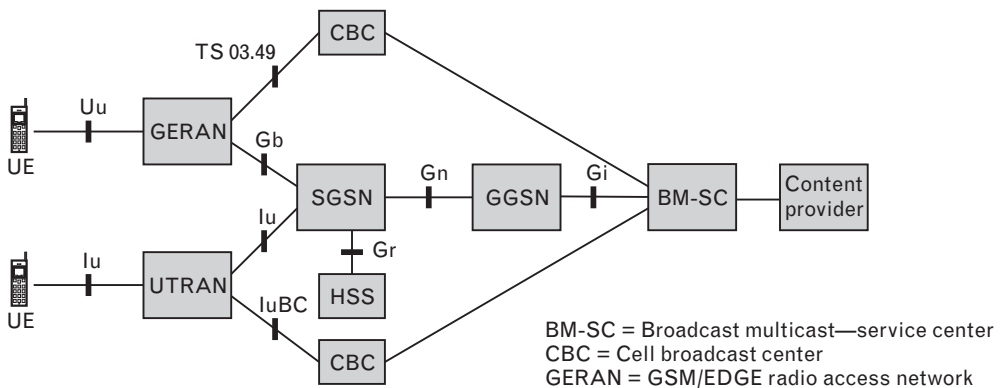 CBC
TS 03.49
Uu
GERAN
UE
Gb
SGSN
Gn
GGSN
Gi
BM-SC
Content
provider
Iu
Gr
HSS
Iu
UTRAN
UE
IuBC
CBC
BM-SC = Broadcast multicast—service center
CBC = Cell broadcast center
GERAN = GSM/EDGE radio access network